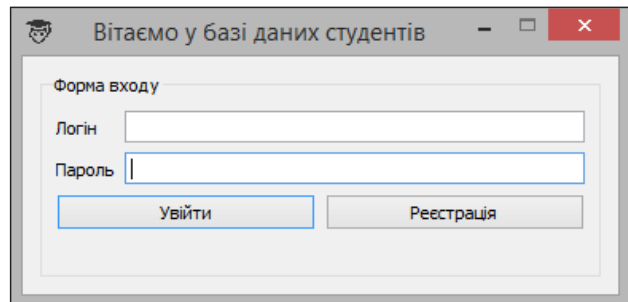 Вітаємо у базі даних студентів
Форма входу
Логін
Пароль
Увійти Реєстрація